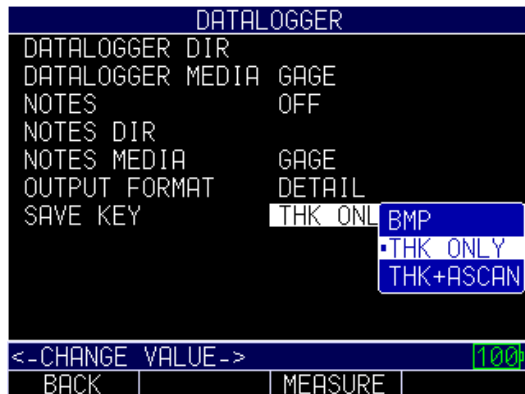 DATALOGGER
DATALOGGER DIR
DATALOGGER MEDIA GAGE
NOTES OFF
NOTES DIR
NOTES MEDIA GAGE
OUTPUT FORMAT DETAIL
SAVE KEY THK ONL
BMP
•THK ONLY
THK+ASCAN
<-CHANGE VALUE-> 100
BACK MEASURE